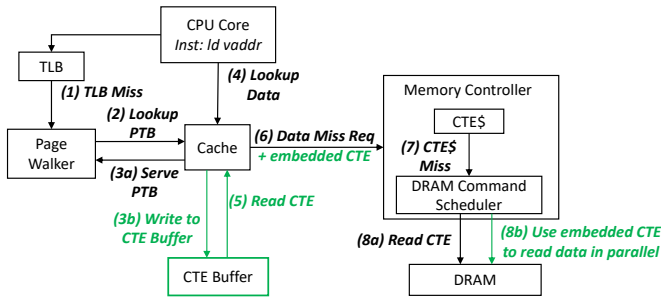 CPU Core
Inst: ld vaddr
TLB
(1) TLB Miss
(4) Lookup
Data
Memory Controller
(2) Lookup
PTB
CTE$
Page
Walker
Cache
(6) Data Miss Req
+ embedded CTE
(7) CTE$
Miss
(3a) Serve
PTB
DRAM Command
Scheduler
(5) Read CTE
(3b) Write to
CTE Buffer
(8a) Read CTE
(8b) Use embedded CTE
to read data in parallel
CTE Buffer
DRAM